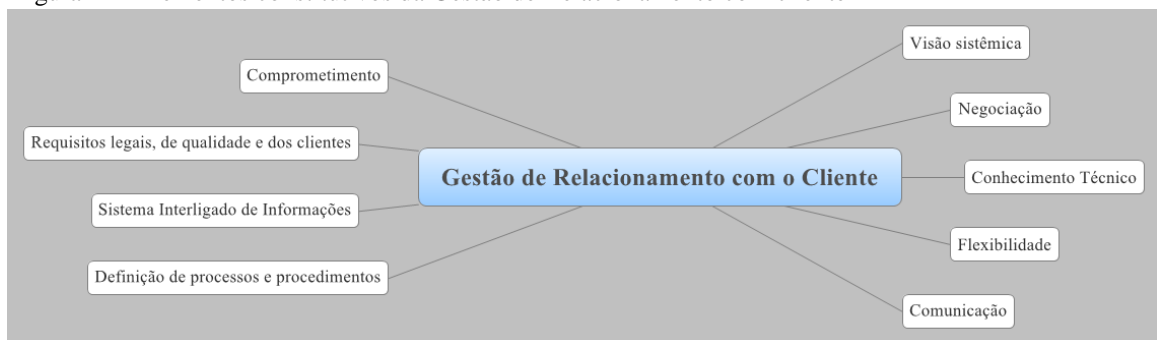 Visão sistêmica
Comprometimento
Negociação
Requisitos legais, de qualidade e dos clientes
Gestão de Relacionamento com o Cliente
Conhecimento Técnico
Sistema Interligado de Informações
Flexibilidade
Definição de processos e procedimentos
Comunicação